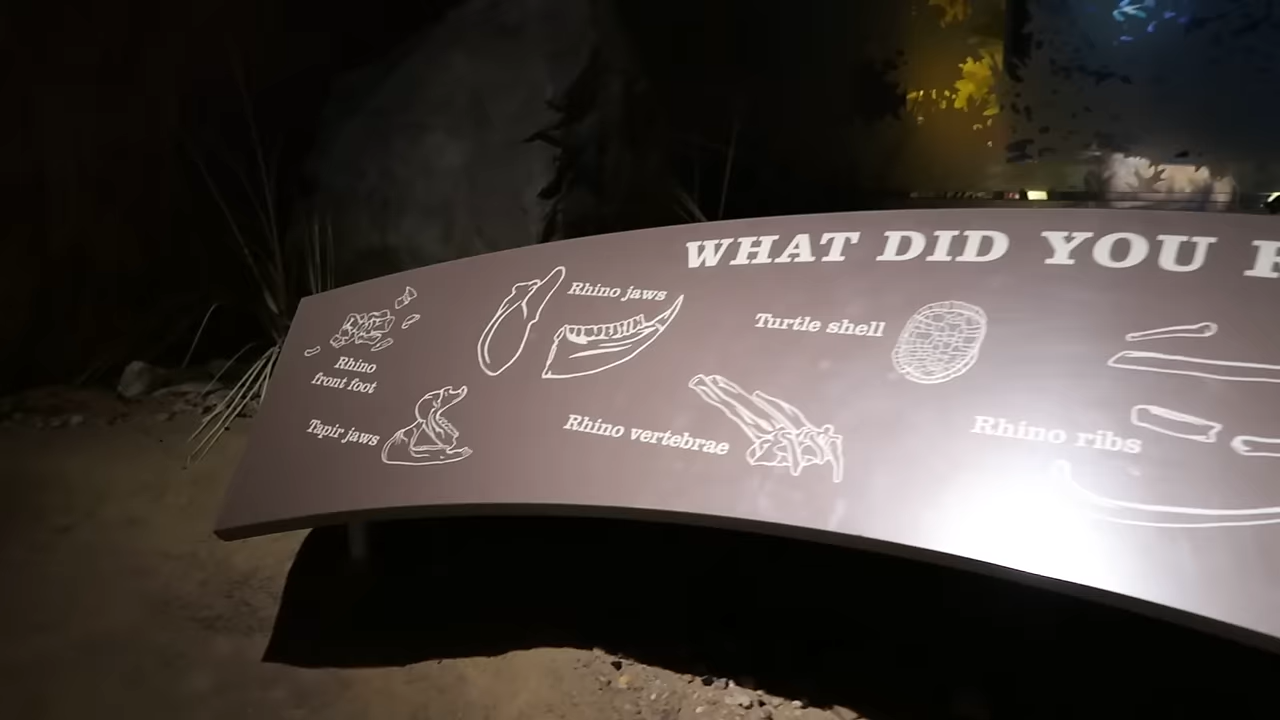 WHAT DID YOU
Rhino jaws
Turtle shell
Rhino
front foot
Tapir jaws
Rhino vertebrae
Rhino ribs